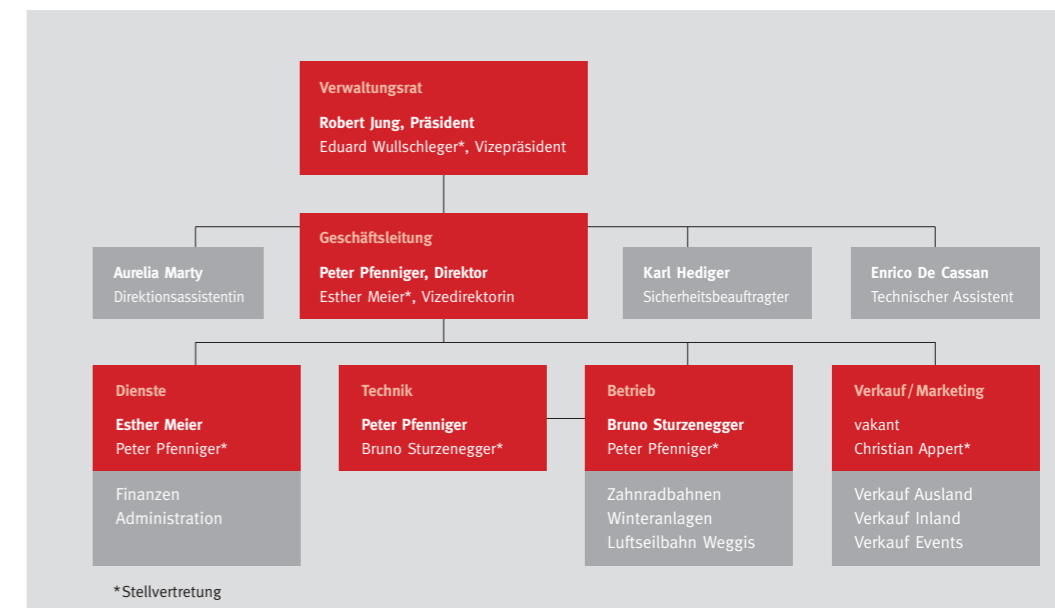 Verwaltungsrat
Robert Jung, Präsident
Eduard Wullschleger*, Vizepräsident
Aurelia Marty
Direktionsassistentin
Geschäftsleitung
Peter Pfenniger, Direktor
Esther Meier*, Vizedirektorin
Karl Hediger
Sicherheitsbeauftragter
Enrico De Cassan
Technischer Assistent
Dienste
Esther Meier
Peter Pfenniger*
Finanzen
Administration
Technik
Peter Pfenniger
Bruno Sturzenegger*
Betrieb
Bruno Sturzenegger
Peter Pfenniger*
Zahnradbahnen
Winteranlagen
Luftseilbahn Weggis
Verkauf/Marketing
vakant
Christian Appert*
Verkauf Ausland
Verkauf Inland
Verkauf Events
*Stellvertretung